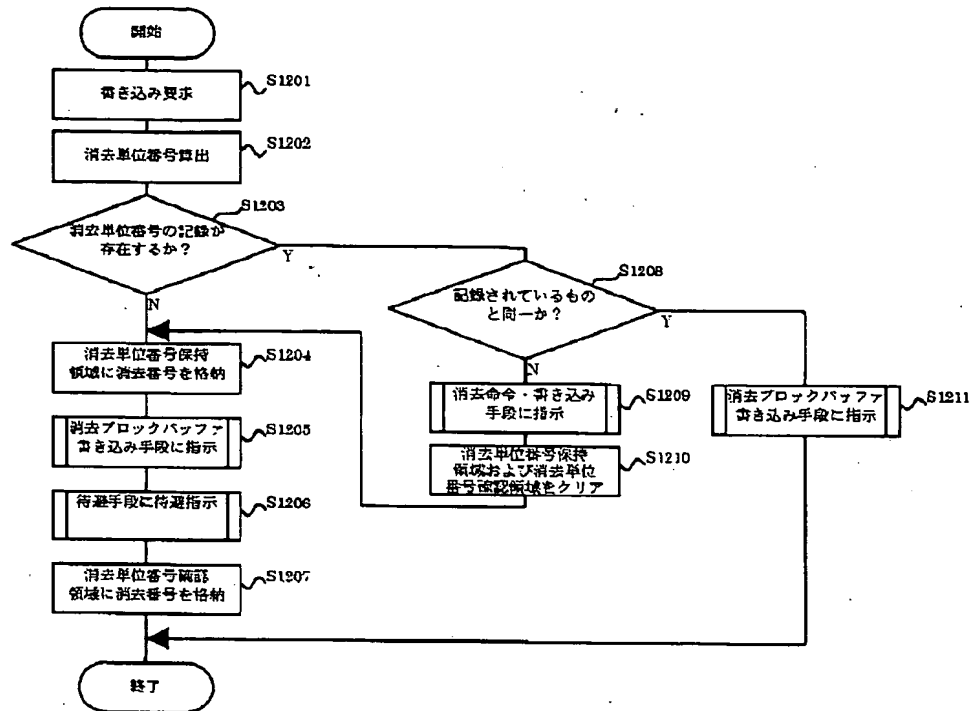 開始
書き込み要求
S1201
消去単位番号算出
S1202
消去単位番号の記録が
存在するか？
S1203
Y
N
消去単位番号保持
領域に消去番号を格納
S1204
消去ブロックバッファ
書き込み手段に指示
S1205
待避手段に待避指示
S1206
消去単位番号確認
領域に消去番号を格納
S1207
終了
記録されているもの
と同一か？
S1208
Y
N
消去命令・書き込み
手段に指示
S1209
消去単位番号保持
領域および消去単位
番号確認領域をクリア
S1210
消去ブロックバッファ
書き込み手段に指示
S1211